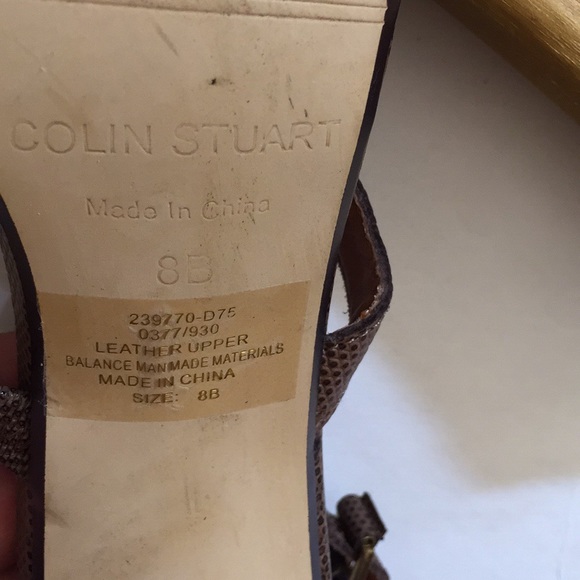 COLIN STUART
Made In China
8B
239770-D75
0377/930
LEATHER UPPER
BALANCE MAN MADE MATERIALS
MADE IN CHINA
SIZE: 8B